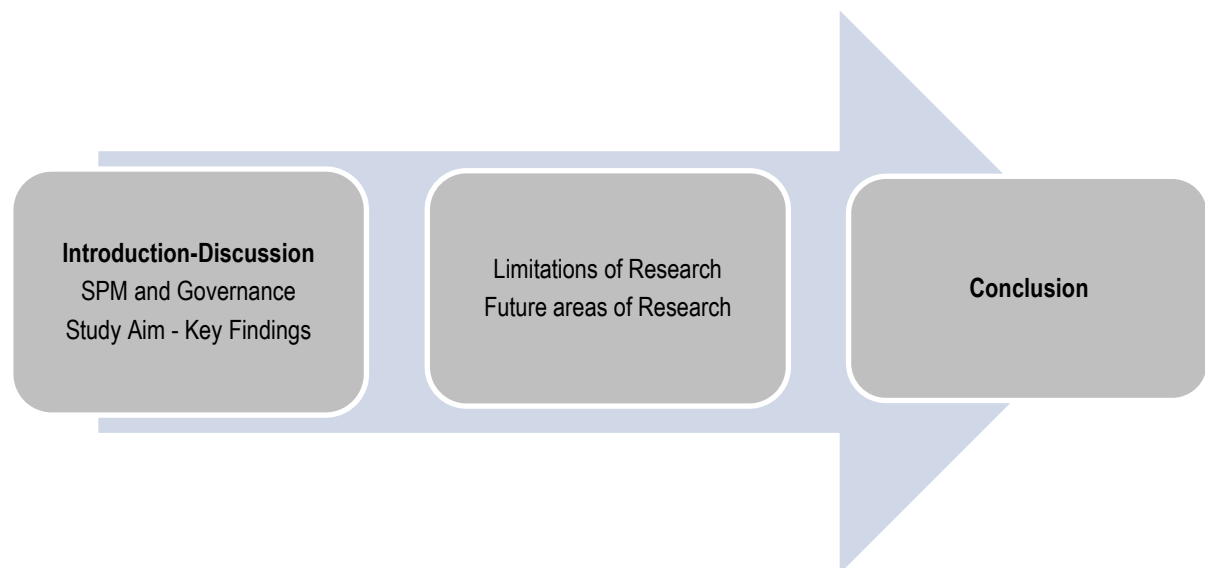 Introduction-Discussion
SPM and Governance
Study Aim - Key Findings
Limitations of Research
Future areas of Research
Conclusion